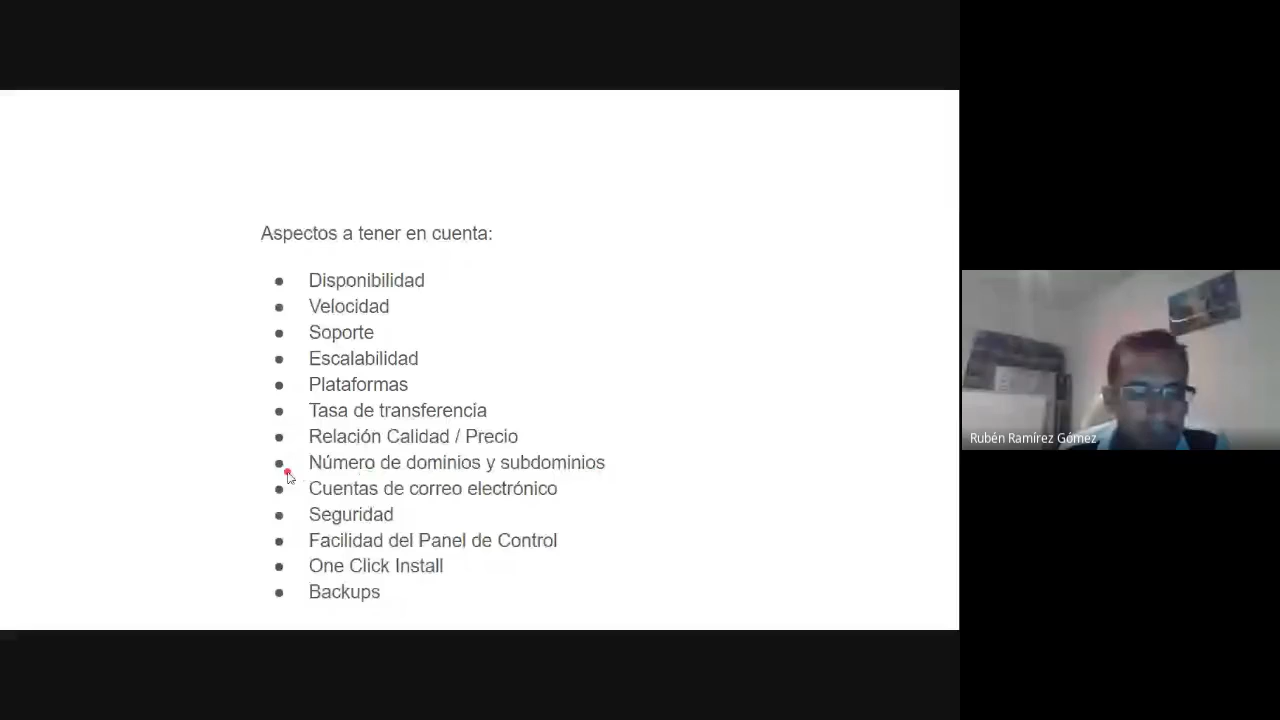 Aspectos a tener en cuenta:
● Disponibilidad
● Velocidad
● Soporte
● Escalabilidad
● Plataformas
● Tasa de transferencia
● Relación Calidad / Precio
● Número de dominios y subdominios
● Cuentas de correo electrónico
● Seguridad
● Facilidad del Panel de Control
● One Click Install
● Backups
Rubén Ramírez Gómez